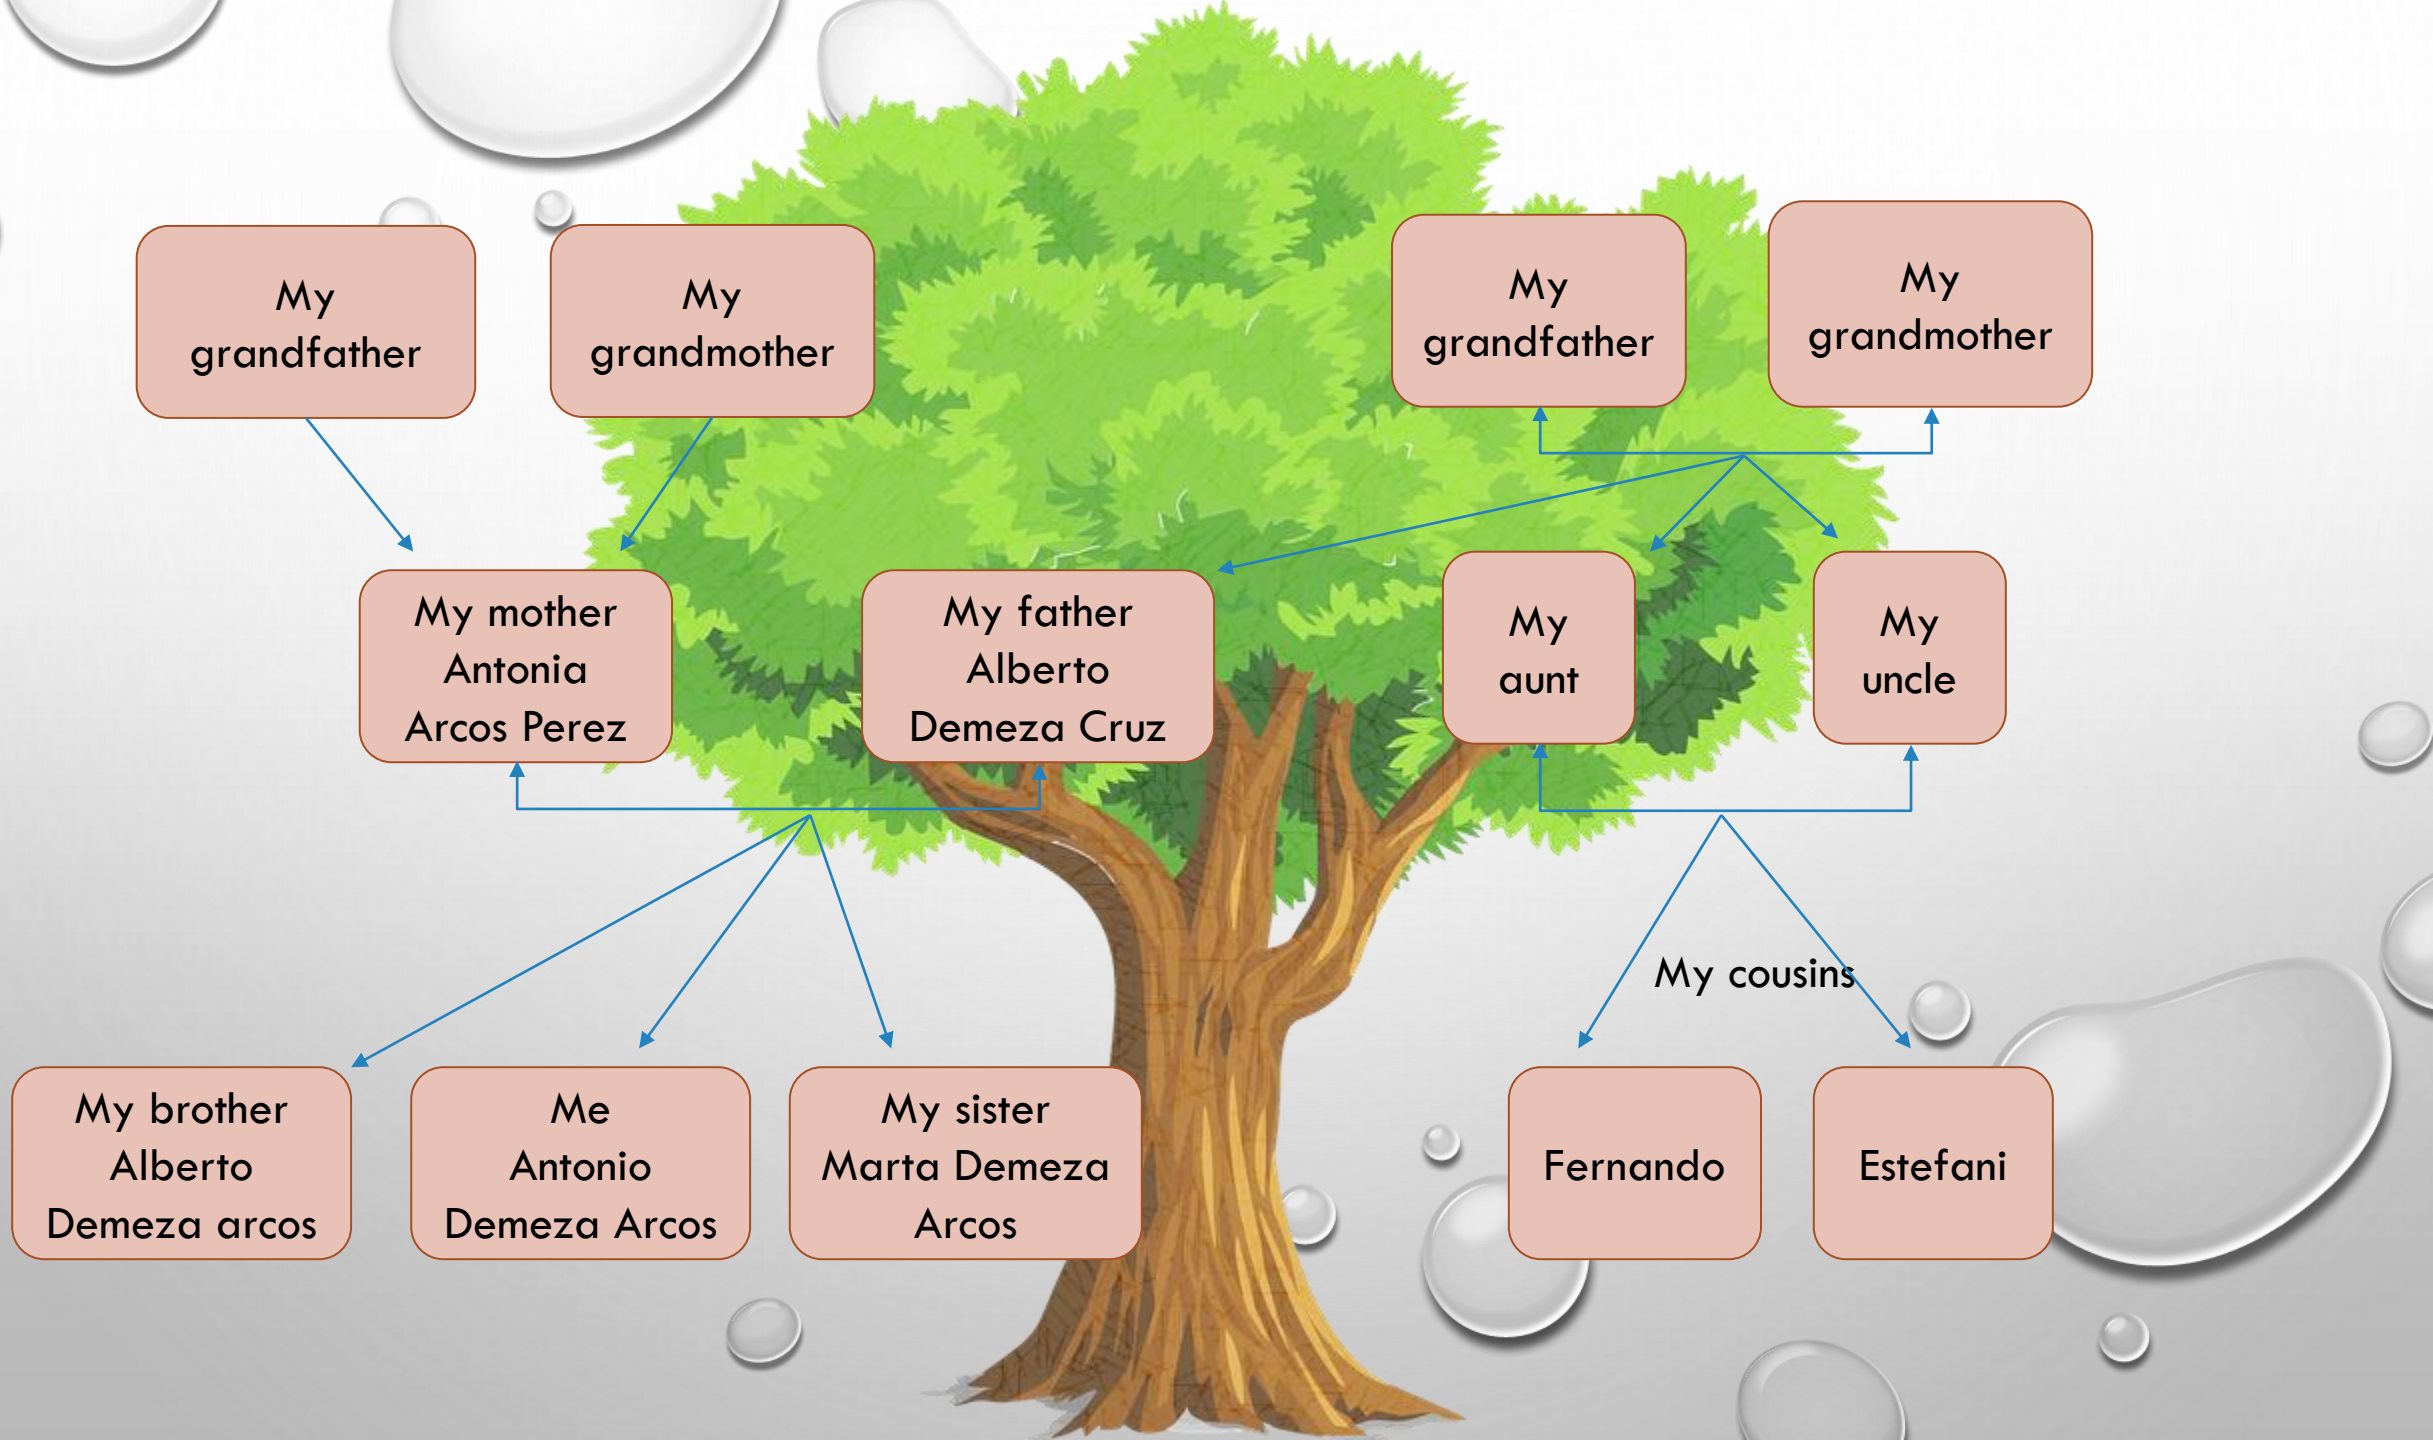 My
grandfather
My
grandmother
My
grandfather
My
grandmother
My mother
Antonia
Arcos Perez
My father
Alberto
Demeza Cruz
My
aunt
My
uncle
My cousins
My brother
Alberto
Demeza arcos
Me
Antonio
Demeza Arcos
My sister
Marta Demeza
Arcos
Fernando
Estefani